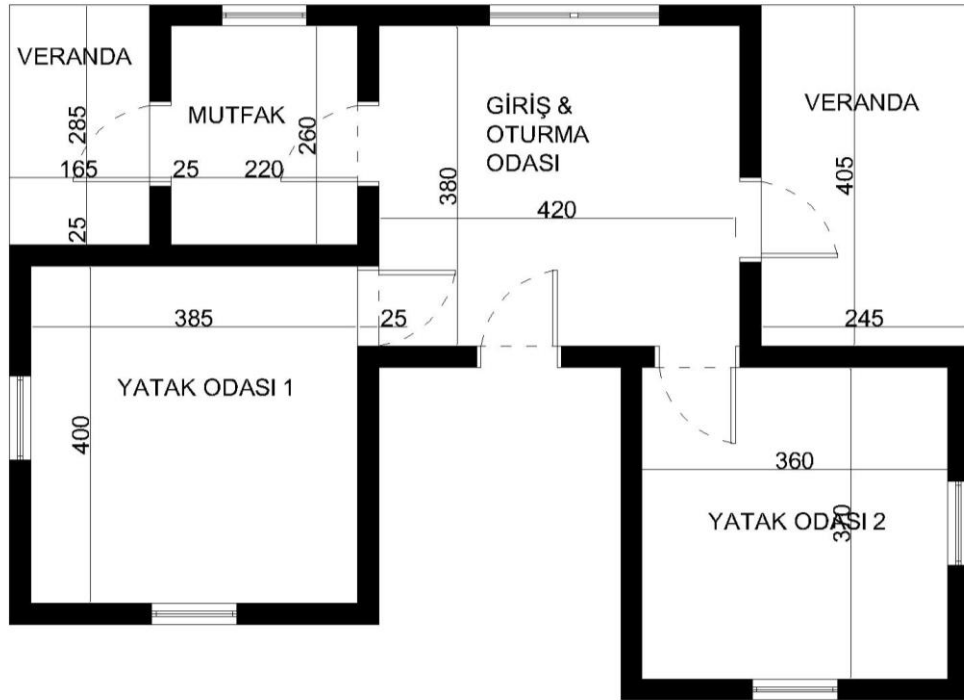 VERANDA
MUTFAK
GİRİŞ &
OTURMA
ODASI
VERANDA
285
260
165
25
220
380
405
420
25
385
25
245
YATAK ODASI 1
400
360
YATAK ODASI 2
370